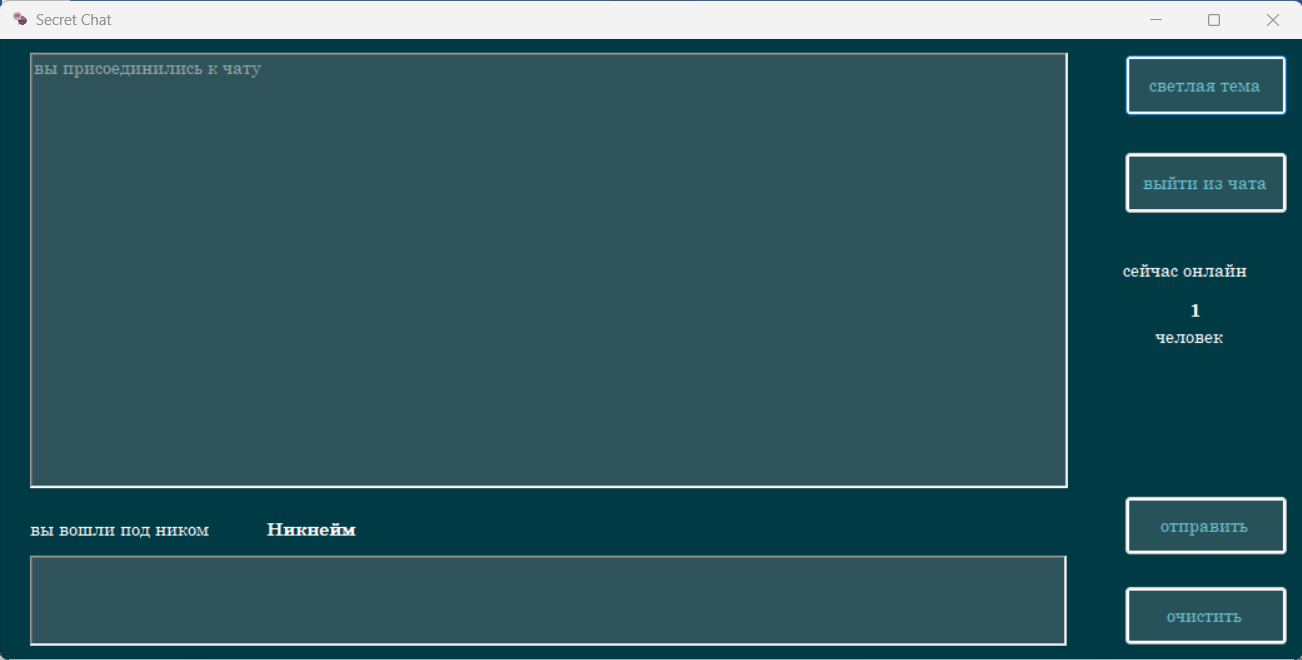 Secret Chat
вы присоединились к чату
светлая тема
выйти из чата
сейчас онлайн
1
человек
вы вошли под ником Никнейм
отправить
очистить